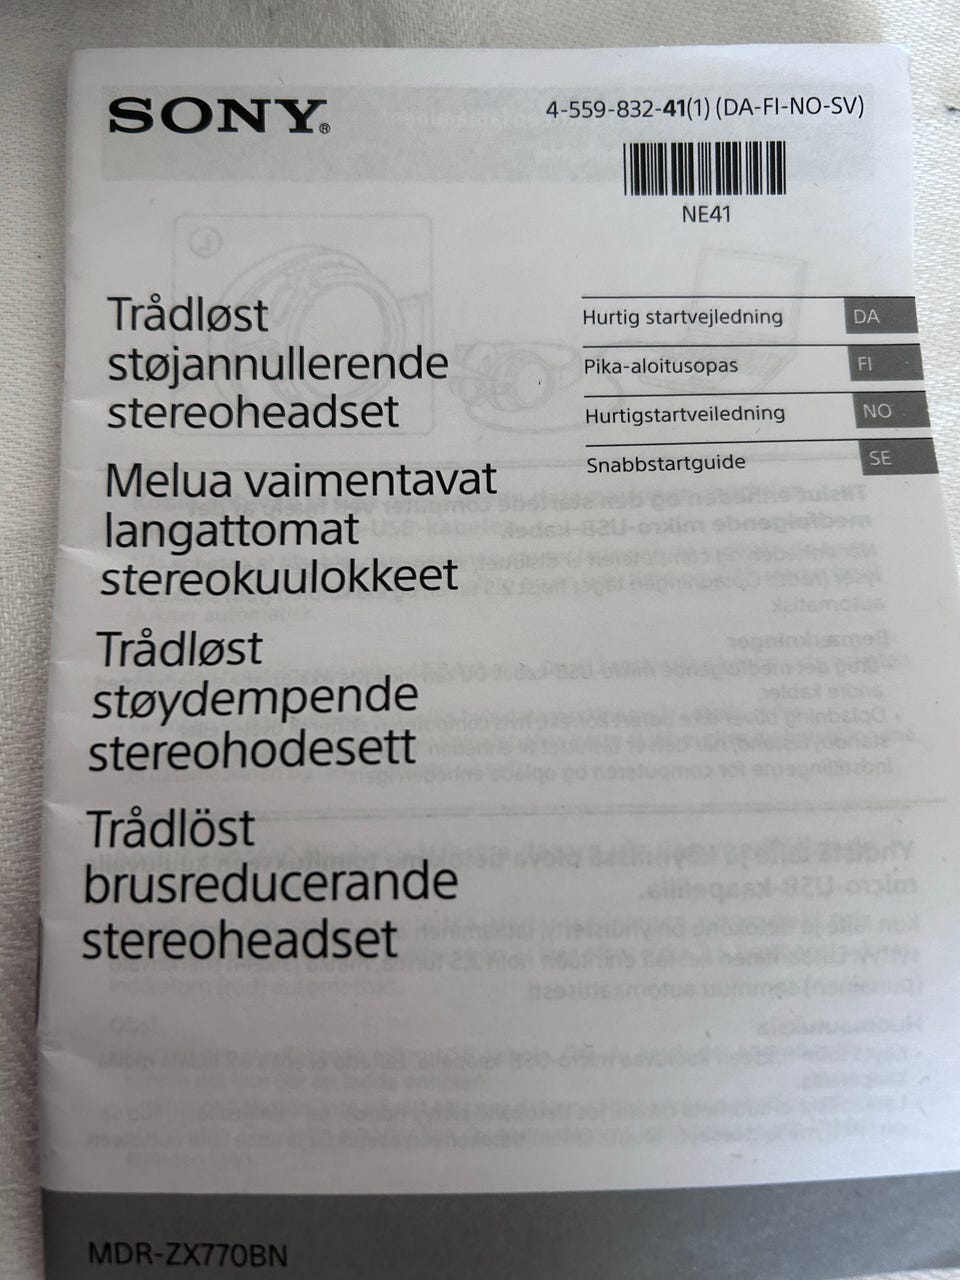 SONY®
4-559-832-41(1) (DA-FI-NO-SV)
NE41
Trådløst
støjannullerende
stereoheadset
Melua vaimentavat
langattomat
stereokuulokkeet
Trådløst
støydempende
stereohodesett
Trådlöst
brusreducerande
stereoheadset
Hurtig startvejledning DA
Pika-aloitusopas FI
Hurtigstartveiledning NO
Snabbstartguide SE
MDR-ZX770BN